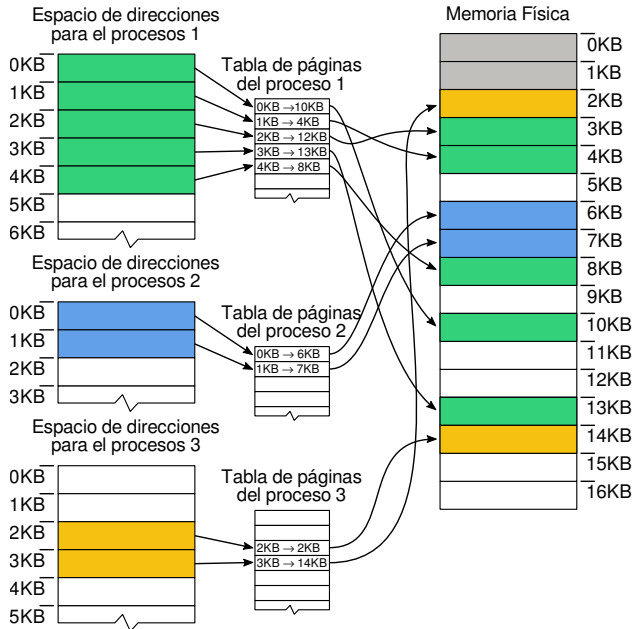 Espacio de direcciones
para el procesos 1
0KB
1KB
2KB
3KB
4KB
5KB
6KB
Tabla de páginas
del proceso 1
0KB → 10KB
1KB → 4KB
2KB → 12KB
3KB → 13KB
4KB → 8KB
Espacio de direcciones
para el procesos 2
0KB
1KB
2KB
3KB
Tabla de páginas
del proceso 2
0KB → 6KB
1KB → 7KB
Espacio de direcciones
para el procesos 3
0KB
1KB
2KB
3KB
4KB
5KB
Tabla de páginas
del proceso 3
2KB → 2KB
3KB → 14KB
Memoria Física
0KB
1KB
2KB
3KB
4KB
5KB
6KB
7KB
8KB
9KB
10KB
11KB
12KB
13KB
14KB
15KB
16KB